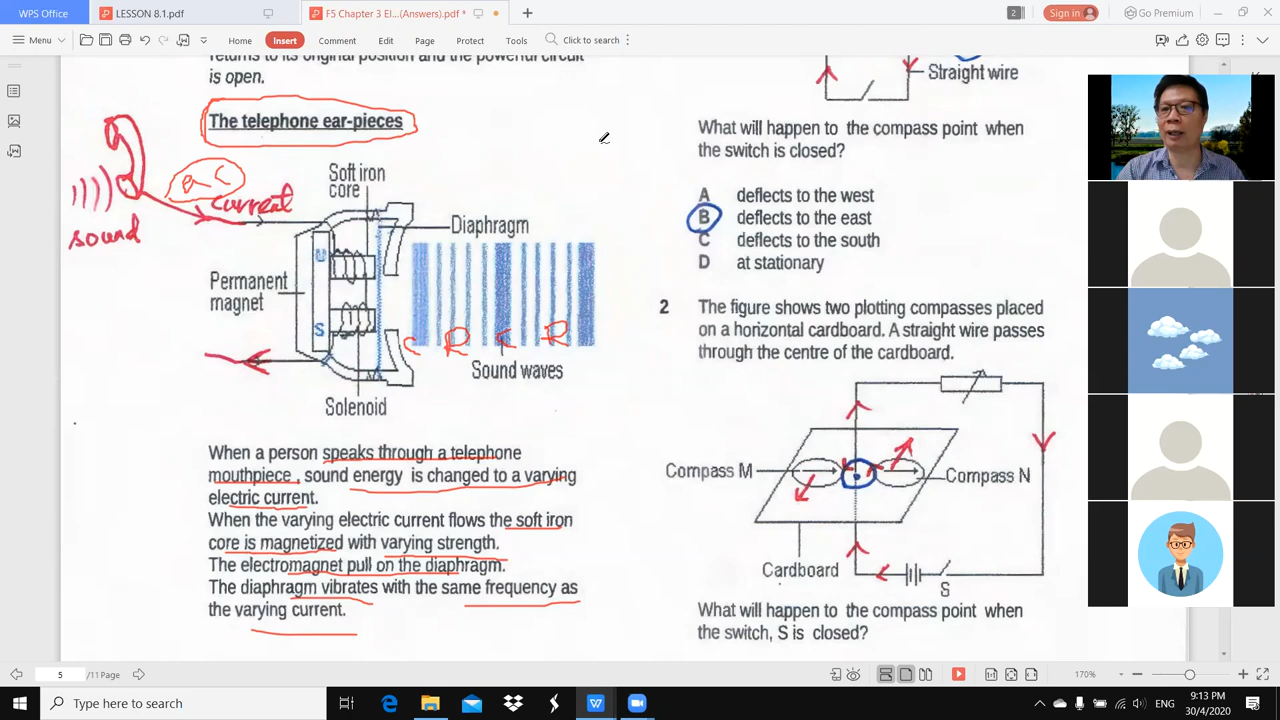 WPS Office
LESSON 8.1.pdf
F5 Chapter 3 El...(Answers).pdf *
2
Sign in
Go Premium
Menu
Home
Insert
Comment
Edit
Page
Protect
Tools
Click to search
returns to its original position and the powerful circuit
is open.
The telephone ear-pieces
Soft iron
core
a.c
current
sound
Diaphragm
Permanent
magnet
N
S
C R C R
Sound waves
Solenoid
When a person speaks through a telephone
mouthpiece , sound energy is changed to a varying
electric current.
When the varying electric current flows the soft iron
core is magnetized with varying strength.
The electromagnet pull on the diaphragm.
The diaphragm vibrates with the same frequency as
the varying current.
Straight wire
What will happen to the compass point when
the switch is closed?
A deflects to the west
B deflects to the east
C deflects to the south
D at stationary
2 The figure shows two plotting compasses placed
on a horizontal cardboard. A straight wire passes
through the centre of the cardboard.
Compass M
Compass N
Cardboard
S
What will happen to the compass point when
the switch, S is closed?
5 /11 Page
170%
Type here to search
ENG
9:13 PM
30/4/2020